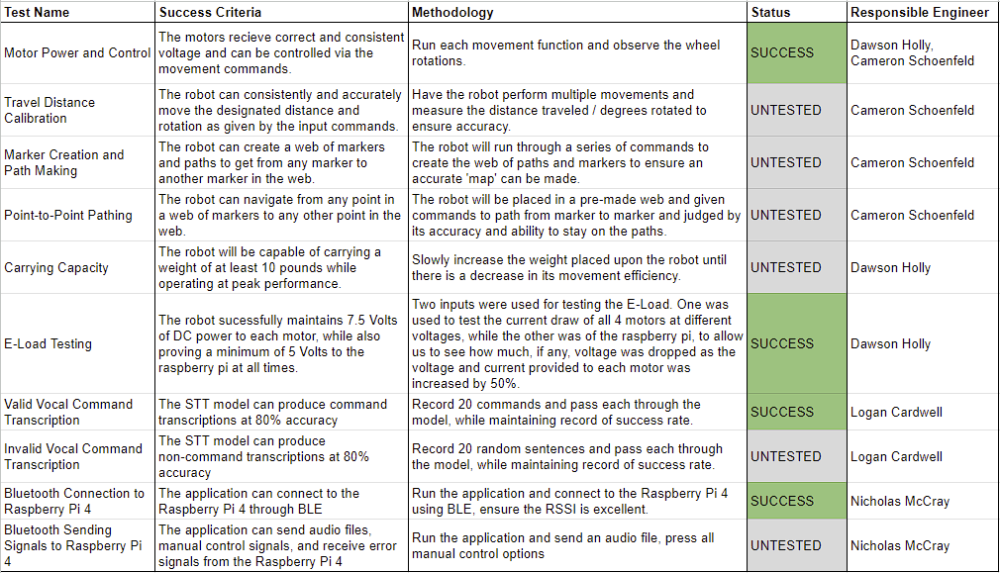 Test Name Success Criteria Methodology Status Responsible Engineer
Motor Power and Control
The motors recieve correct and consistent
voltage and can be controlled via the
movement commands.
Run each movement function and observe the wheel
rotations.
SUCCESS
Dawson Holly,
Cameron Schoenfeld
Travel Distance
Calibration
The robot can consistently and accurately
move the designated distance and
rotation as given by the input commands.
Have the robot perform multiple movements and
measure the distance traveled / degrees rotated to
ensure accuracy.
UNTESTED
Cameron Schoenfeld
Marker Creation and
Path Making
The robot can create a web of markers
and paths to get from any marker to
another marker in the web.
The robot will run through a series of commands to
create the web of paths and markers to ensure an
accurate 'map' can be made.
UNTESTED
Cameron Schoenfeld
Point-to-Point Pathing
The robot can navigate from any point in
a web of markers to any other point in the
web.
The robot will be placed in a pre-made web and given
commands to path from marker to marker and judged by
its accuracy and ability to stay on the paths.
UNTESTED
Cameron Schoenfeld
Carrying Capacity
The robot will be capable of carrying a
weight of at least 10 pounds while
operating at peak performance.
Slowly increase the weight placed upon the robot until
there is a decrease in its movement efficiency.
UNTESTED
Dawson Holly
E-Load Testing
The robot sucessfully maintains 7.5 Volts
of DC power to each motor, while also
proving a minimum of 5 Volts to the
raspberry pi at all times.
Two inputs were used for testing the E-Load. One was
used to test the current draw of all 4 motors at different
voltages, while the other was of the raspberry pi, to allow
us to see how much, if any, voltage was dropped as the
voltage and current provided to each motor was
increased by 50%.
SUCCESS
Dawson Holly
Valid Vocal Command
Transcription
The STT model can produce command
transcriptions at 80% accuracy
Record 20 commands and pass each through the
model, while maintaining record of success rate.
SUCCESS
Logan Cardwell
Invalid Vocal Command
Transcription
The STT model can produce
non-command transcriptions at 80%
accuracy
Record 20 random sentences and pass each through
the model, while maintaining record of success rate.
UNTESTED
Logan Cardwell
Bluetooth Connection to
Raspberry Pi 4
The application can connect to the
Raspberry Pi 4 through BLE
Run the application and connect to the Raspberry Pi 4
using BLE, ensure the RSSI is excellent.
SUCCESS
Nicholas McCray
Bluetooth Sending
Signals to Raspberry Pi
4
The application can send audio files,
manual control signals, and receive error
signals from the Raspberry Pi 4
Run the application and send an audio file, press all
manual control options
UNTESTED
Nicholas McCray